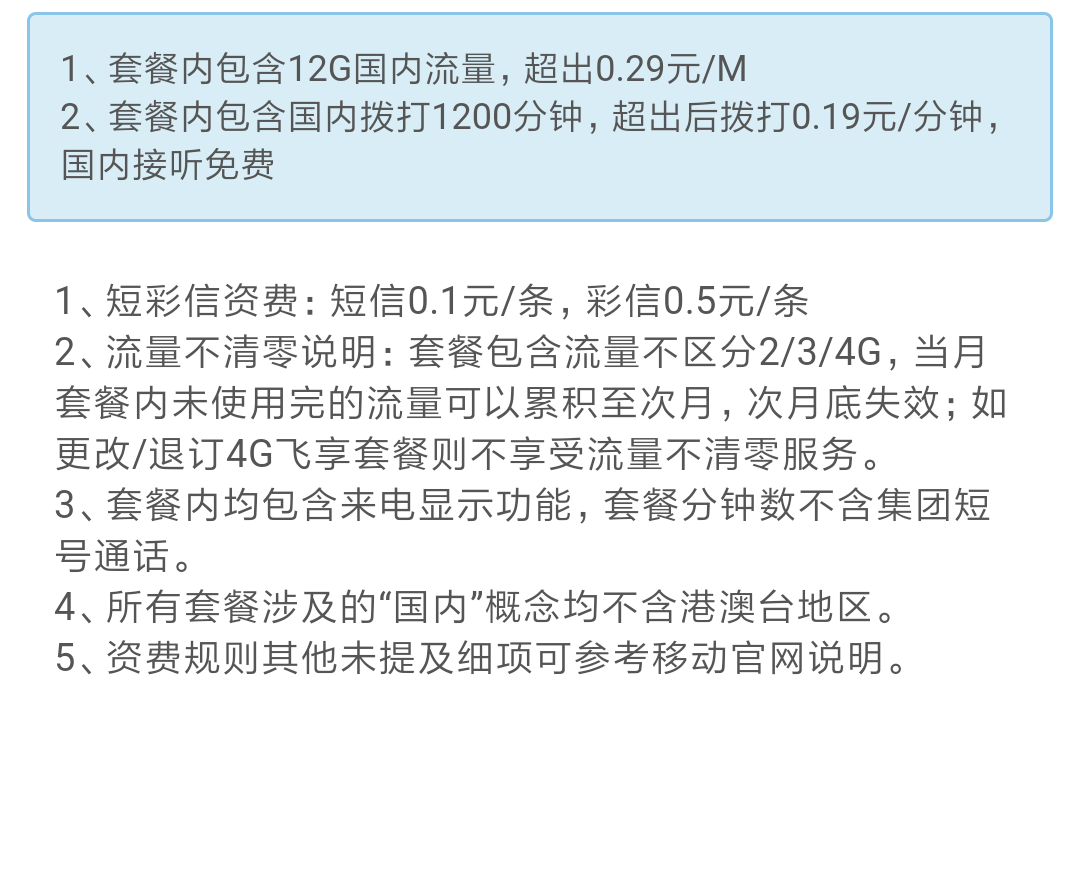 1、套餐内包含12G国内流量，超出0.29元/M
2、套餐内包含国内拨打1200分钟，超出后拨打0.19元/分钟，
国内接听免费
1、短彩信资费：短信0.1元/条，彩信0.5元/条
2、流量不清零说明：套餐包含流量不区分2/3/4G，当月
套餐内未使用完的流量可以累积至次月，次月底失效；如
更改/退订4G飞享套餐则不享受流量不清零服务。
3、套餐内均包含来电显示功能，套餐分钟数不含集团短
号通话。
4、所有套餐涉及的“国内”概念均不含港澳台地区。
5、资费规则其他未提及细项可参考移动官网说明。